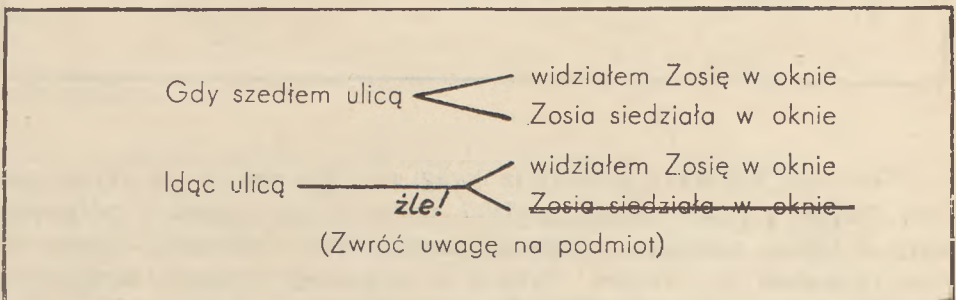 Gdy szedłem ulicą
widziałem Zosię w oknie
Zosia siedziała w oknie
Idąc ulicą
źle!
widziałem Zosię w oknie
Zosia siedziała w oknie
(Zwróć uwagę na podmiot)